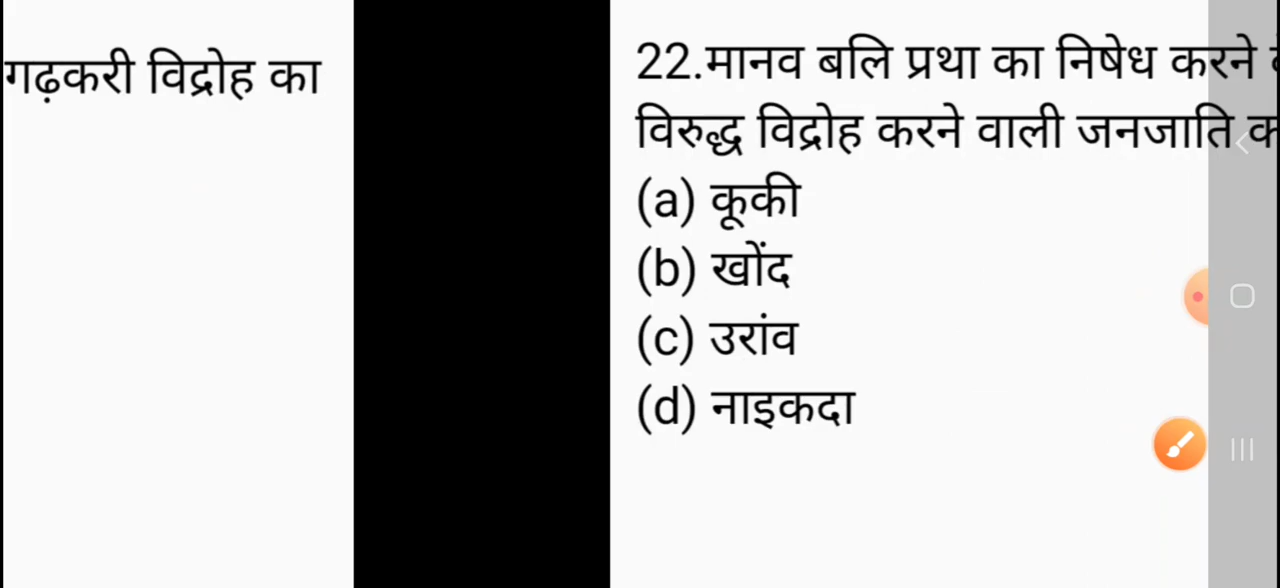 गढ़करी विद्रोह का
22.मानव बलि प्रथा का निषेध करने
विरुद्ध विद्रोह करने वाली जनजाति
(a) कूकी
(b) खोंद
(c) उरांव
(d) नाइकदा